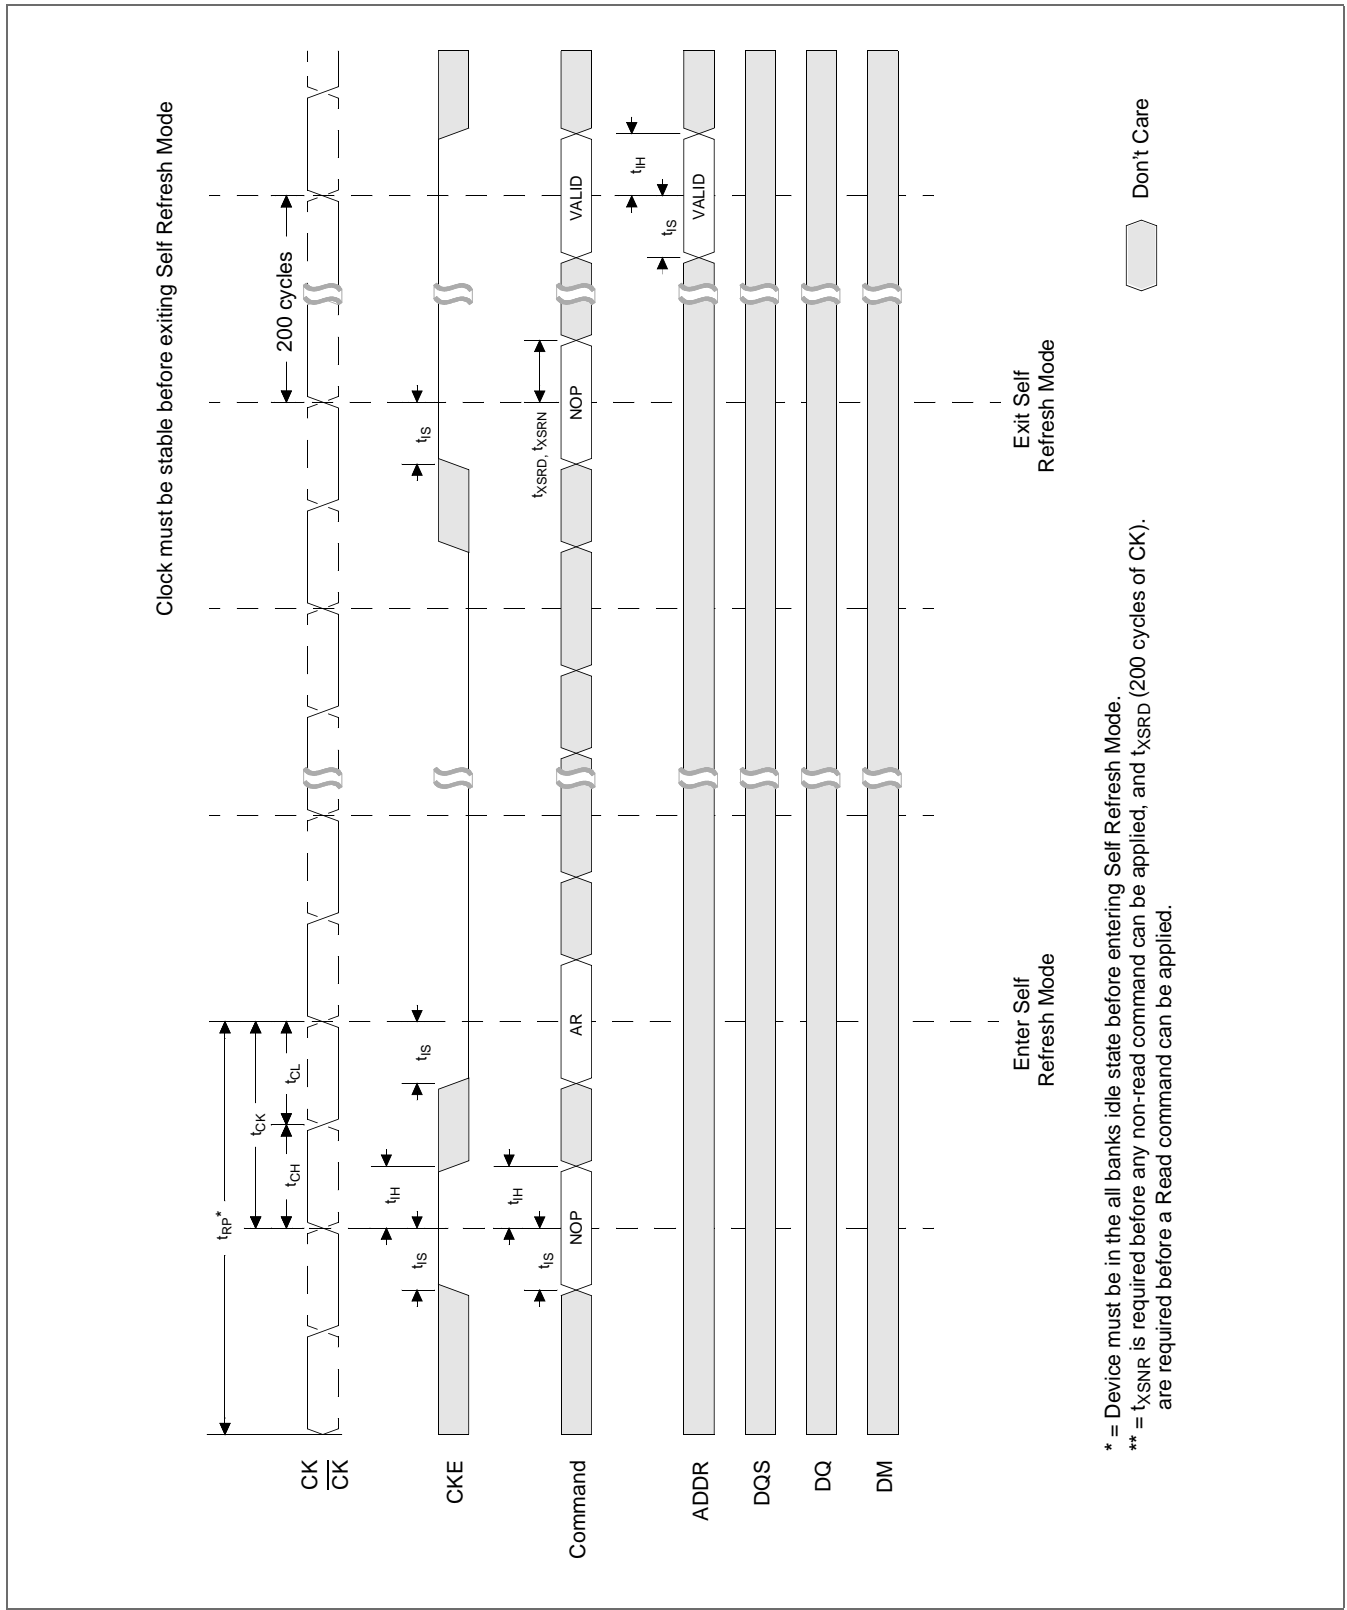 Clock must be stable before exiting Self Refresh Mode
tRP*
tCK
tCH
tCL
200 cycles
CK
CK
tIS
tIH
tIS
tIS
CKE
tIS
tIH
tXSRD, tXSRN
Command
NOP
AR
NOP
VALID
tIS
tIH
ADDR
VALID
DQS
DQ
DM
Enter Self
Refresh Mode
Exit Self
Refresh Mode
* = Device must be in the all banks idle state before entering Self Refresh Mode.
** = tXSNR is required before any non-read command can be applied, and tXSRD (200 cycles of CK).
are required before a Read command can be applied.
Don't Care